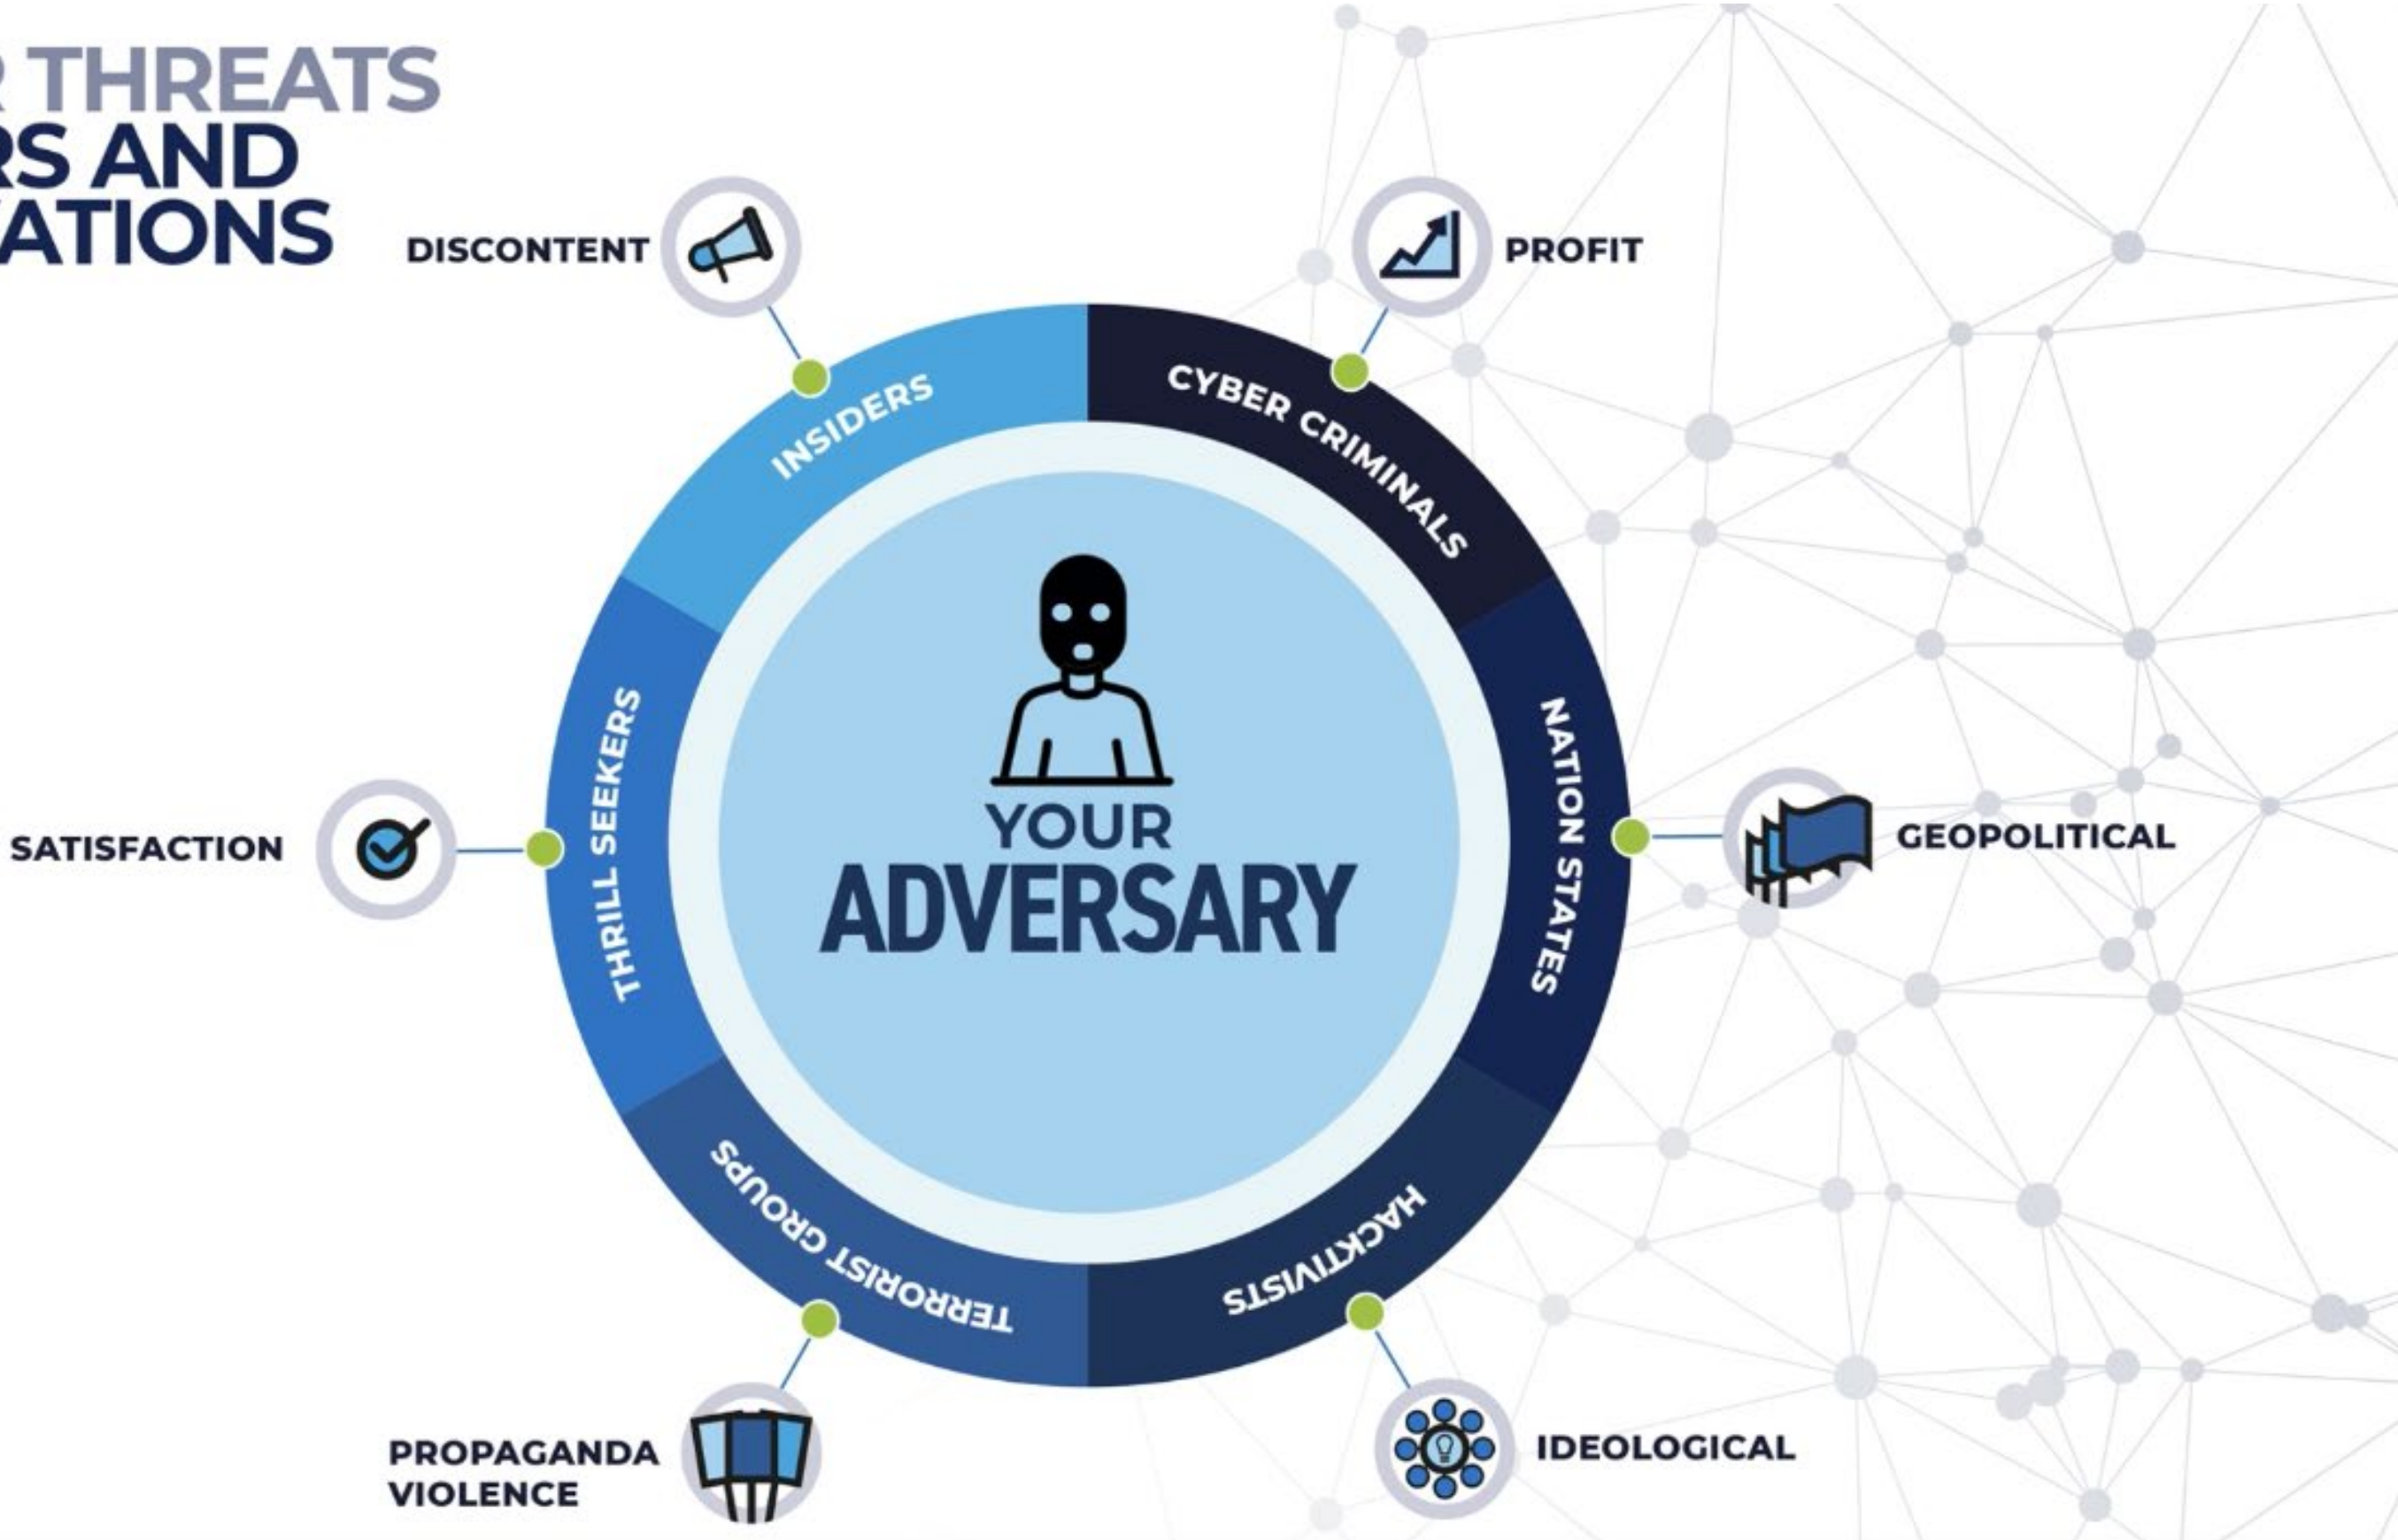 R THREATS
RS AND
VATIONS
DISCONTENT
PROFIT
INSIDERS
CYBER CRIMINALS
THRILL SEEKERS
NATION STATES
YOUR
ADVERSARY
SATISFACTION
GEOPOLITICAL
TERRORIST GROUPS
HACKTIVISTS
PROPAGANDA
VIOLENCE
IDEOLOGICAL